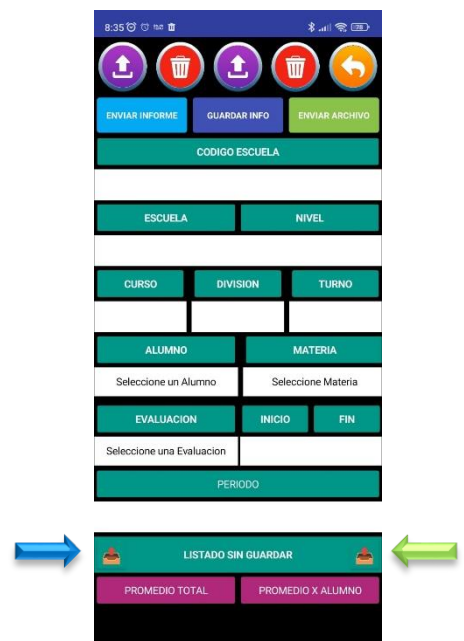 8:35
ENVIAR INFORME GUARDAR INFO ENVIAR ARCHIVO
CODIGO ESCUELA
ESCUELA NIVEL
CURSO DIVISION TURNO
ALUMNO MATERIA
Seleccione un Alumno Seleccione Materia
EVALUACION INICIO FIN
Seleccione una Evaluacion
PERIODO
LISTADO SIN GUARDAR
PROMEDIO TOTAL PROMEDIO X ALUMNO